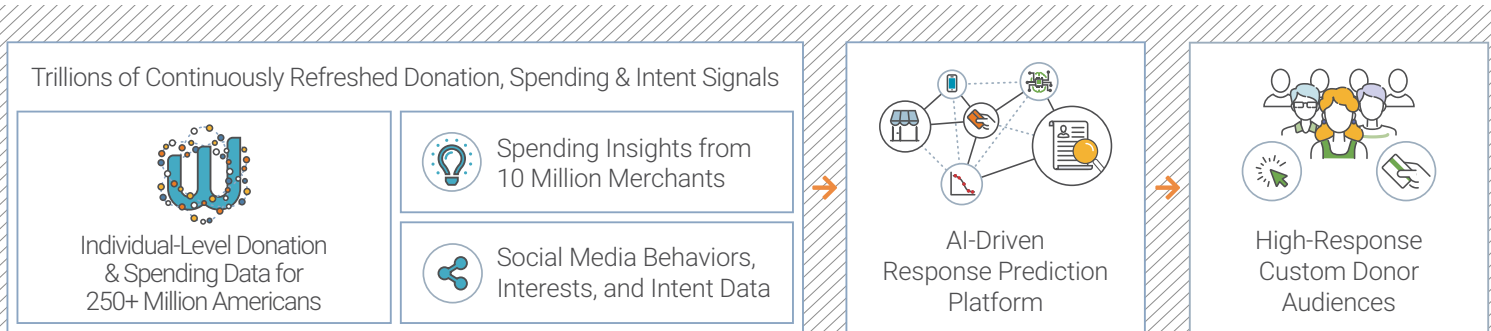 Trillions of Continuously Refreshed Donation, Spending & Intent Signals
Individual-Level Donation
& Spending Data for
250+ Million Americans
Spending Insights from
10 Million Merchants
Social Media Behaviors,
Interests, and Intent Data
AI-Driven
Response Prediction
Platform
High-Response
Custom Donor
Audiences